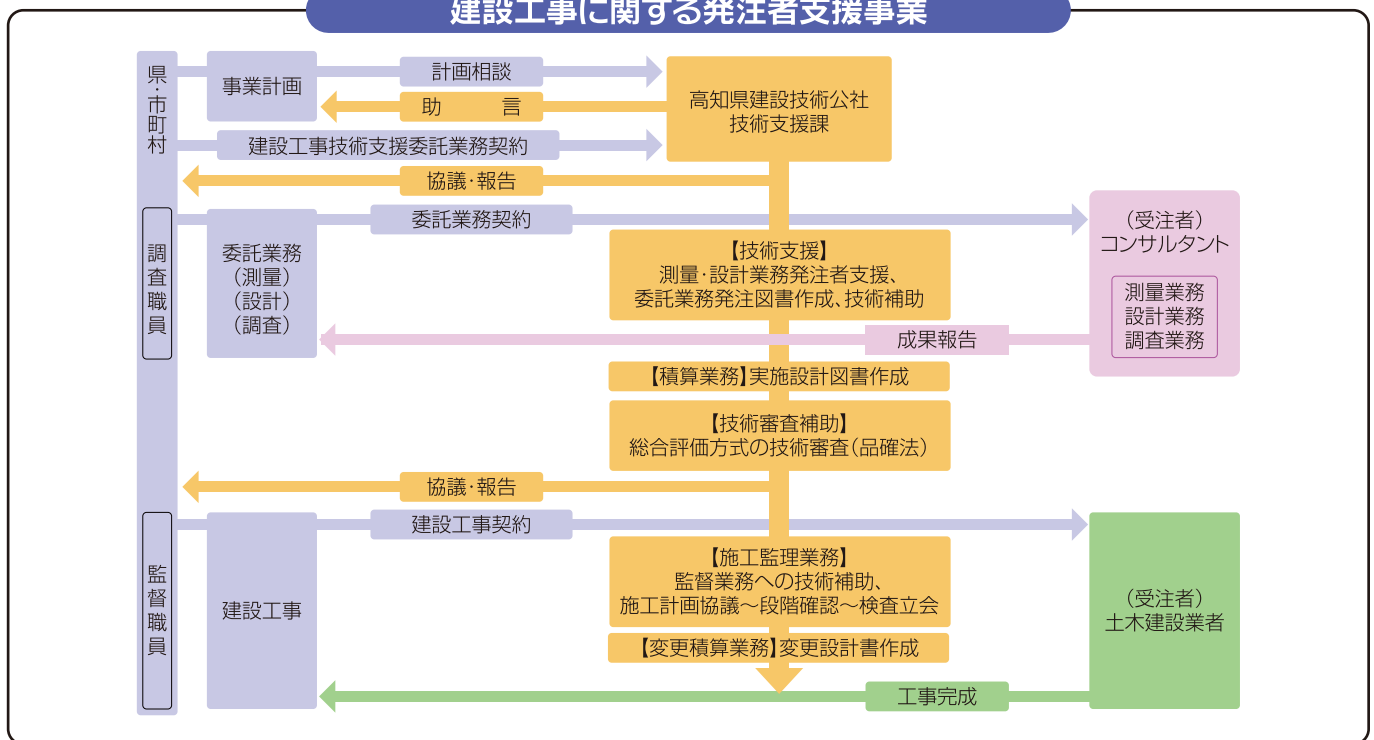 建設工事に関する発注者支援事業
県・市町村
事業計画
計画相談
助　言
高知県建設技術公社
技術支援課
建設工事技術支援委託業務契約
協議・報告
調査職員
委託業務
（測量）
（設計）
（調査）
委託業務契約
（受注者）
コンサルタント
測量業務
設計業務
調査業務
【技術支援】
測量・設計業務発注者支援、
委託業務発注図書作成、技術補助
成果報告
【積算業務】実施設計図書作成
【技術審査補助】
総合評価方式の技術審査（品確法）
協議・報告
監督職員
建設工事
建設工事契約
【施工監理業務】
監督業務への技術補助、
施工計画協議～段階確認～検査立会
【変更積算業務】変更設計書作成
（受注者）
土木建設業者
工事完成